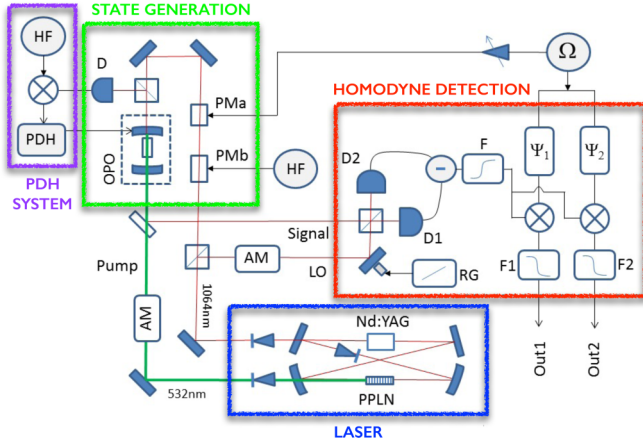 STATE GENERATION
HF
D
PDH
PDH
SYSTEM
OPO
PMa
PMb
HF
Ω
HOMODYNE DETECTION
D2
-
F
Ψ1
Ψ2
D1
Signal
AM
LO
RG
F1
F2
Out1
Out2
Pump
AM
1064nm
532nm
Nd:YAG
PPLN
LASER